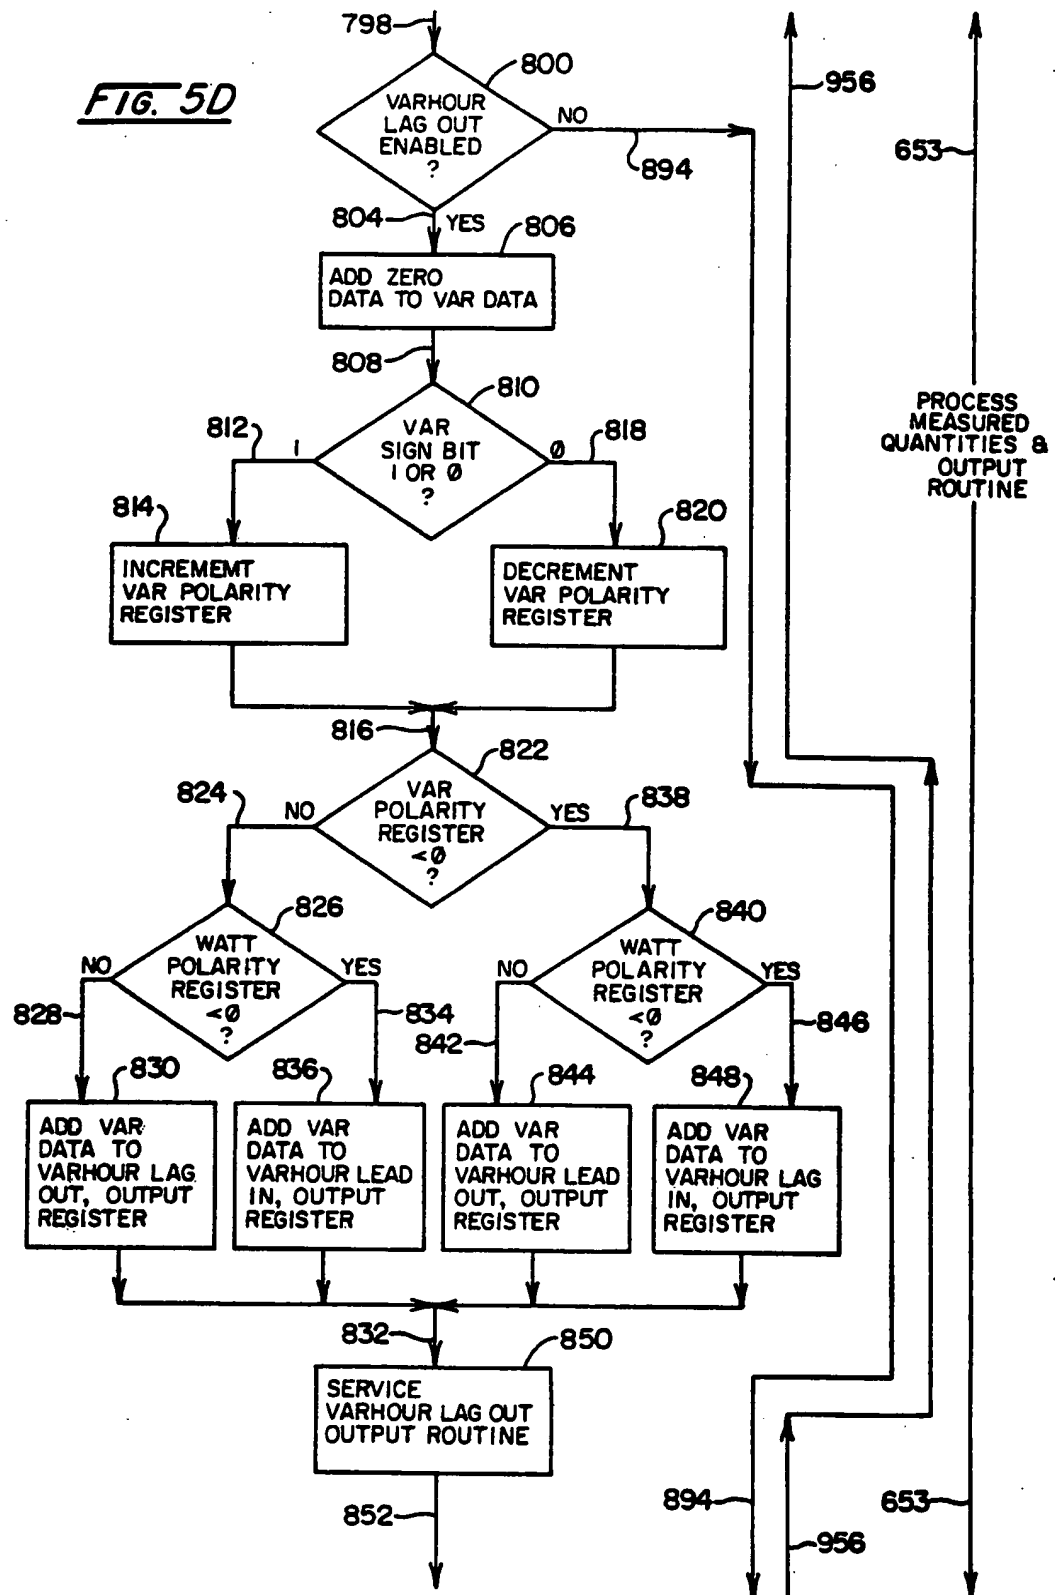 798
FIG. 5D
800
956
VARHOUR
LAG OUT
ENABLED
?
NO
894
653
804
YES
806
ADD ZERO
DATA TO VAR DATA
808
810
812
1
VAR
SIGN BIT
1 OR Ø
?
Ø
818
PROCESS
MEASURED
QUANTITIES &
OUTPUT
ROUTINE
814
820
INCREMEMT
VAR POLARITY
REGISTER
DECREMENT
VAR POLARITY
REGISTER
816
822
824
NO
VAR
POLARITY
REGISTER
<Ø
?
YES
838
826
840
NO
WATT
POLARITY
REGISTER
<Ø
?
YES
NO
WATT
POLARITY
REGISTER
<Ø
?
YES
828
834
842
846
830
836
844
848
ADD VAR
DATA TO
VARHOUR LAG
OUT, OUTPUT
REGISTER
ADD VAR
DATA TO
VARHOUR LEAD
IN, OUTPUT
REGISTER
ADD VAR
DATA TO
VARHOUR LEAD
OUT, OUTPUT
REGISTER
ADD VAR
DATA TO
VARHOUR LAG
IN, OUTPUT
REGISTER
832
850
SERVICE
VARHOUR LAG OUT
OUTPUT ROUTINE
852
894
956
653